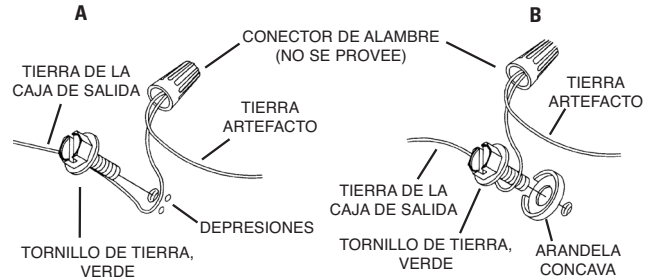 A
B
CONECTOR DE ALAMBRE
(NO SE PROVEE)
TIERRA DE LA
CAJA DE SALIDA
TIERRA
ARTEFACTO
DEPRESIONES
TORNILLO DE TIERRA,
VERDE
TIERRA
ARTEFACTO
TIERRA DE LA
CAJA DE SALIDA
TORNILLO DE TIERRA,
VERDE
ARANDELA
CONCAVA